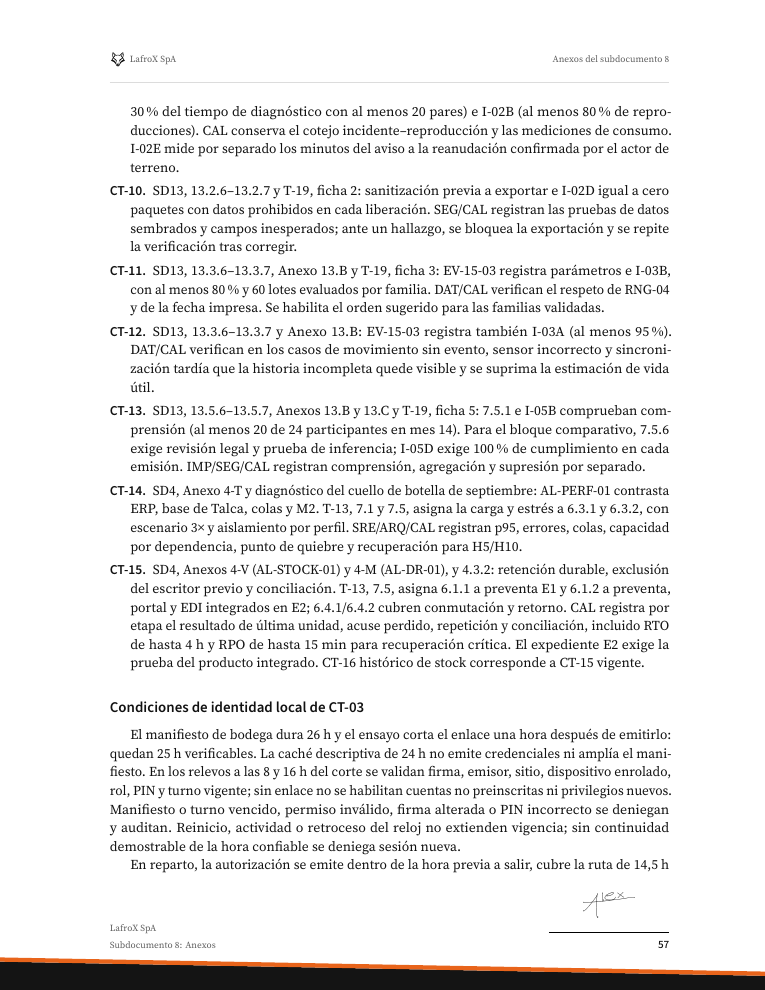 LafroX SpA
Anexos del subdocumento 8
30 % del tiempo de diagnóstico con al menos 20 pares) e I-02B (al menos 80 % de repro-
ducciones). CAL conserva el cotejo incidente–reproducción y las mediciones de consumo.
I-02E mide por separado los minutos del aviso a la reanudación confirmada por el actor de
terreno.
CT-10. SD13, 13.2.6–13.2.7 y T-19, ficha 2: sanitización previa a exportar e I-02D igual a cero
paquetes con datos prohibidos en cada liberación. SEG/CAL registran las pruebas de datos
sembrados y campos inesperados; ante un hallazgo, se bloquea la exportación y se repite
la verificación tras corregir.
CT-11. SD13, 13.3.6–13.3.7, Anexo 13.B y T-19, ficha 3: EV-15-03 registra parámetros e I-03B,
con al menos 80 % y 60 lotes evaluados por familia. DAT/CAL verifican el respeto de RNG-04
y de la fecha impresa. Se habilita el orden sugerido para las familias validadas.
CT-12. SD13, 13.3.6–13.3.7 y Anexo 13.B: EV-15-03 registra también I-03A (al menos 95 %).
DAT/CAL verifican en los casos de movimiento sin evento, sensor incorrecto y sincroni-
zación tardía que la historia incompleta quede visible y se suprima la estimación de vida
útil.
CT-13. SD13, 13.5.6–13.5.7, Anexos 13.B y 13.C y T-19, ficha 5: 7.5.1 e I-05B comprueban com-
prensión (al menos 20 de 24 participantes en mes 14). Para el bloque comparativo, 7.5.6
exige revisión legal y prueba de inferencia; I-05D exige 100 % de cumplimiento en cada
emisión. IMP/SEG/CAL registran comprensión, agregación y supresión por separado.
CT-14. SD4, Anexo 4-T y diagnóstico del cuello de botella de septiembre: AL-PERF-01 contrasta
ERP, base de Talca, colas y M2. T-13, 7.1 y 7.5, asigna la carga y estrés a 6.3.1 y 6.3.2, con
escenario 3× y aislamiento por perfil. SRE/ARQ/CAL registran p95, errores, colas, capacidad
por dependencia, punto de quiebre y recuperación para H5/H10.
CT-15. SD4, Anexos 4-V (AL-STOCK-01) y 4-M (AL-DR-01), y 4.3.2: retención durable, exclusión
del escritor previo y conciliación. T-13, 7.5, asigna 6.1.1 a preventa E1 y 6.1.2 a preventa,
portal y EDI integrados en E2; 6.4.1/6.4.2 cubren conmutación y retorno. CAL registra por
etapa el resultado de última unidad, acuse perdido, repetición y conciliación, incluido RTO
de hasta 4 h y RPO de hasta 15 min para recuperación crítica. El expediente E2 exige la
prueba del producto integrado. CT-16 histórico de stock corresponde a CT-15 vigente.
Condiciones de identidad local de CT-03
El manifiesto de bodega dura 26 h y el ensayo corta el enlace una hora después de emitirlo:
quedan 25 h verificables. La caché descriptiva de 24 h no emite credenciales ni amplía el mani-
fiesto. En los relevos a las 8 y 16 h del corte se validan firma, emisor, sitio, dispositivo enrolado,
rol, PIN y turno vigente; sin enlace no se habilitan cuentas no preinscritas ni privilegios nuevos.
Manifiesto o turno vencido, permiso inválido, firma alterada o PIN incorrecto se deniegan
y auditan. Reinicio, actividad o retroceso del reloj no extienden vigencia; sin continuidad
demostrable de la hora confiable se deniega sesión nueva.
En reparto, la autorización se emite dentro de la hora previa a salir, cubre la ruta de 14,5 h
Alex
LafroX SpA
Subdocumento 8: Anexos
57